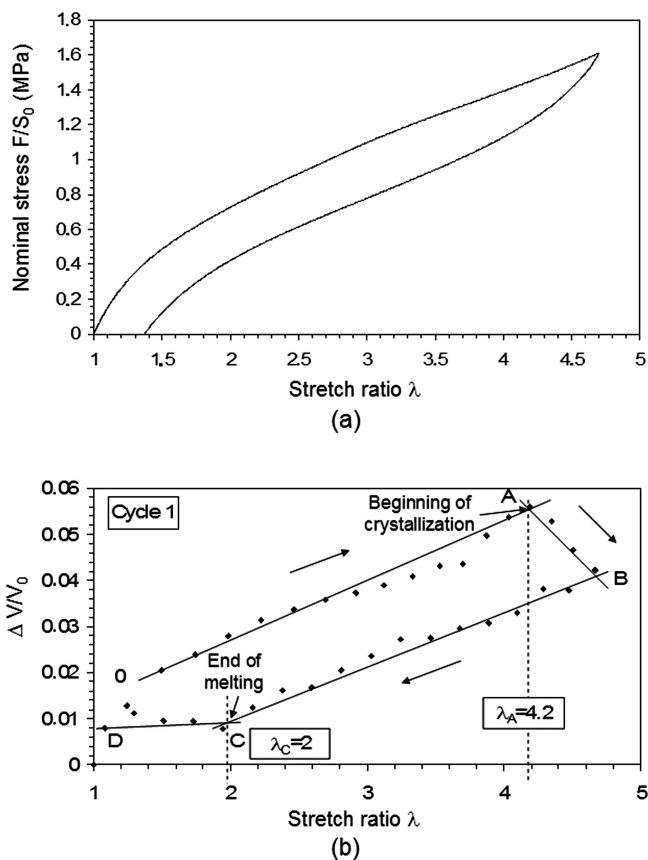 Nominal stress F/S0 (MPa)
1.8
1.6
1.4
1.2
1
0.8
0.6
0.4
0.2
0
1 1.5 2 2.5 3 3.5 4 4.5 5
Stretch ratio λ
(a)
Δ V/V0
0.06
0.05
0.04
0.03
0.02
0.01
0
Cycle 1
Beginning of
crystallization
A
B
0
End of
melting
D
C
λC=2
λA=4.2
1 2 3 4 5
Stretch ratio λ
(b)